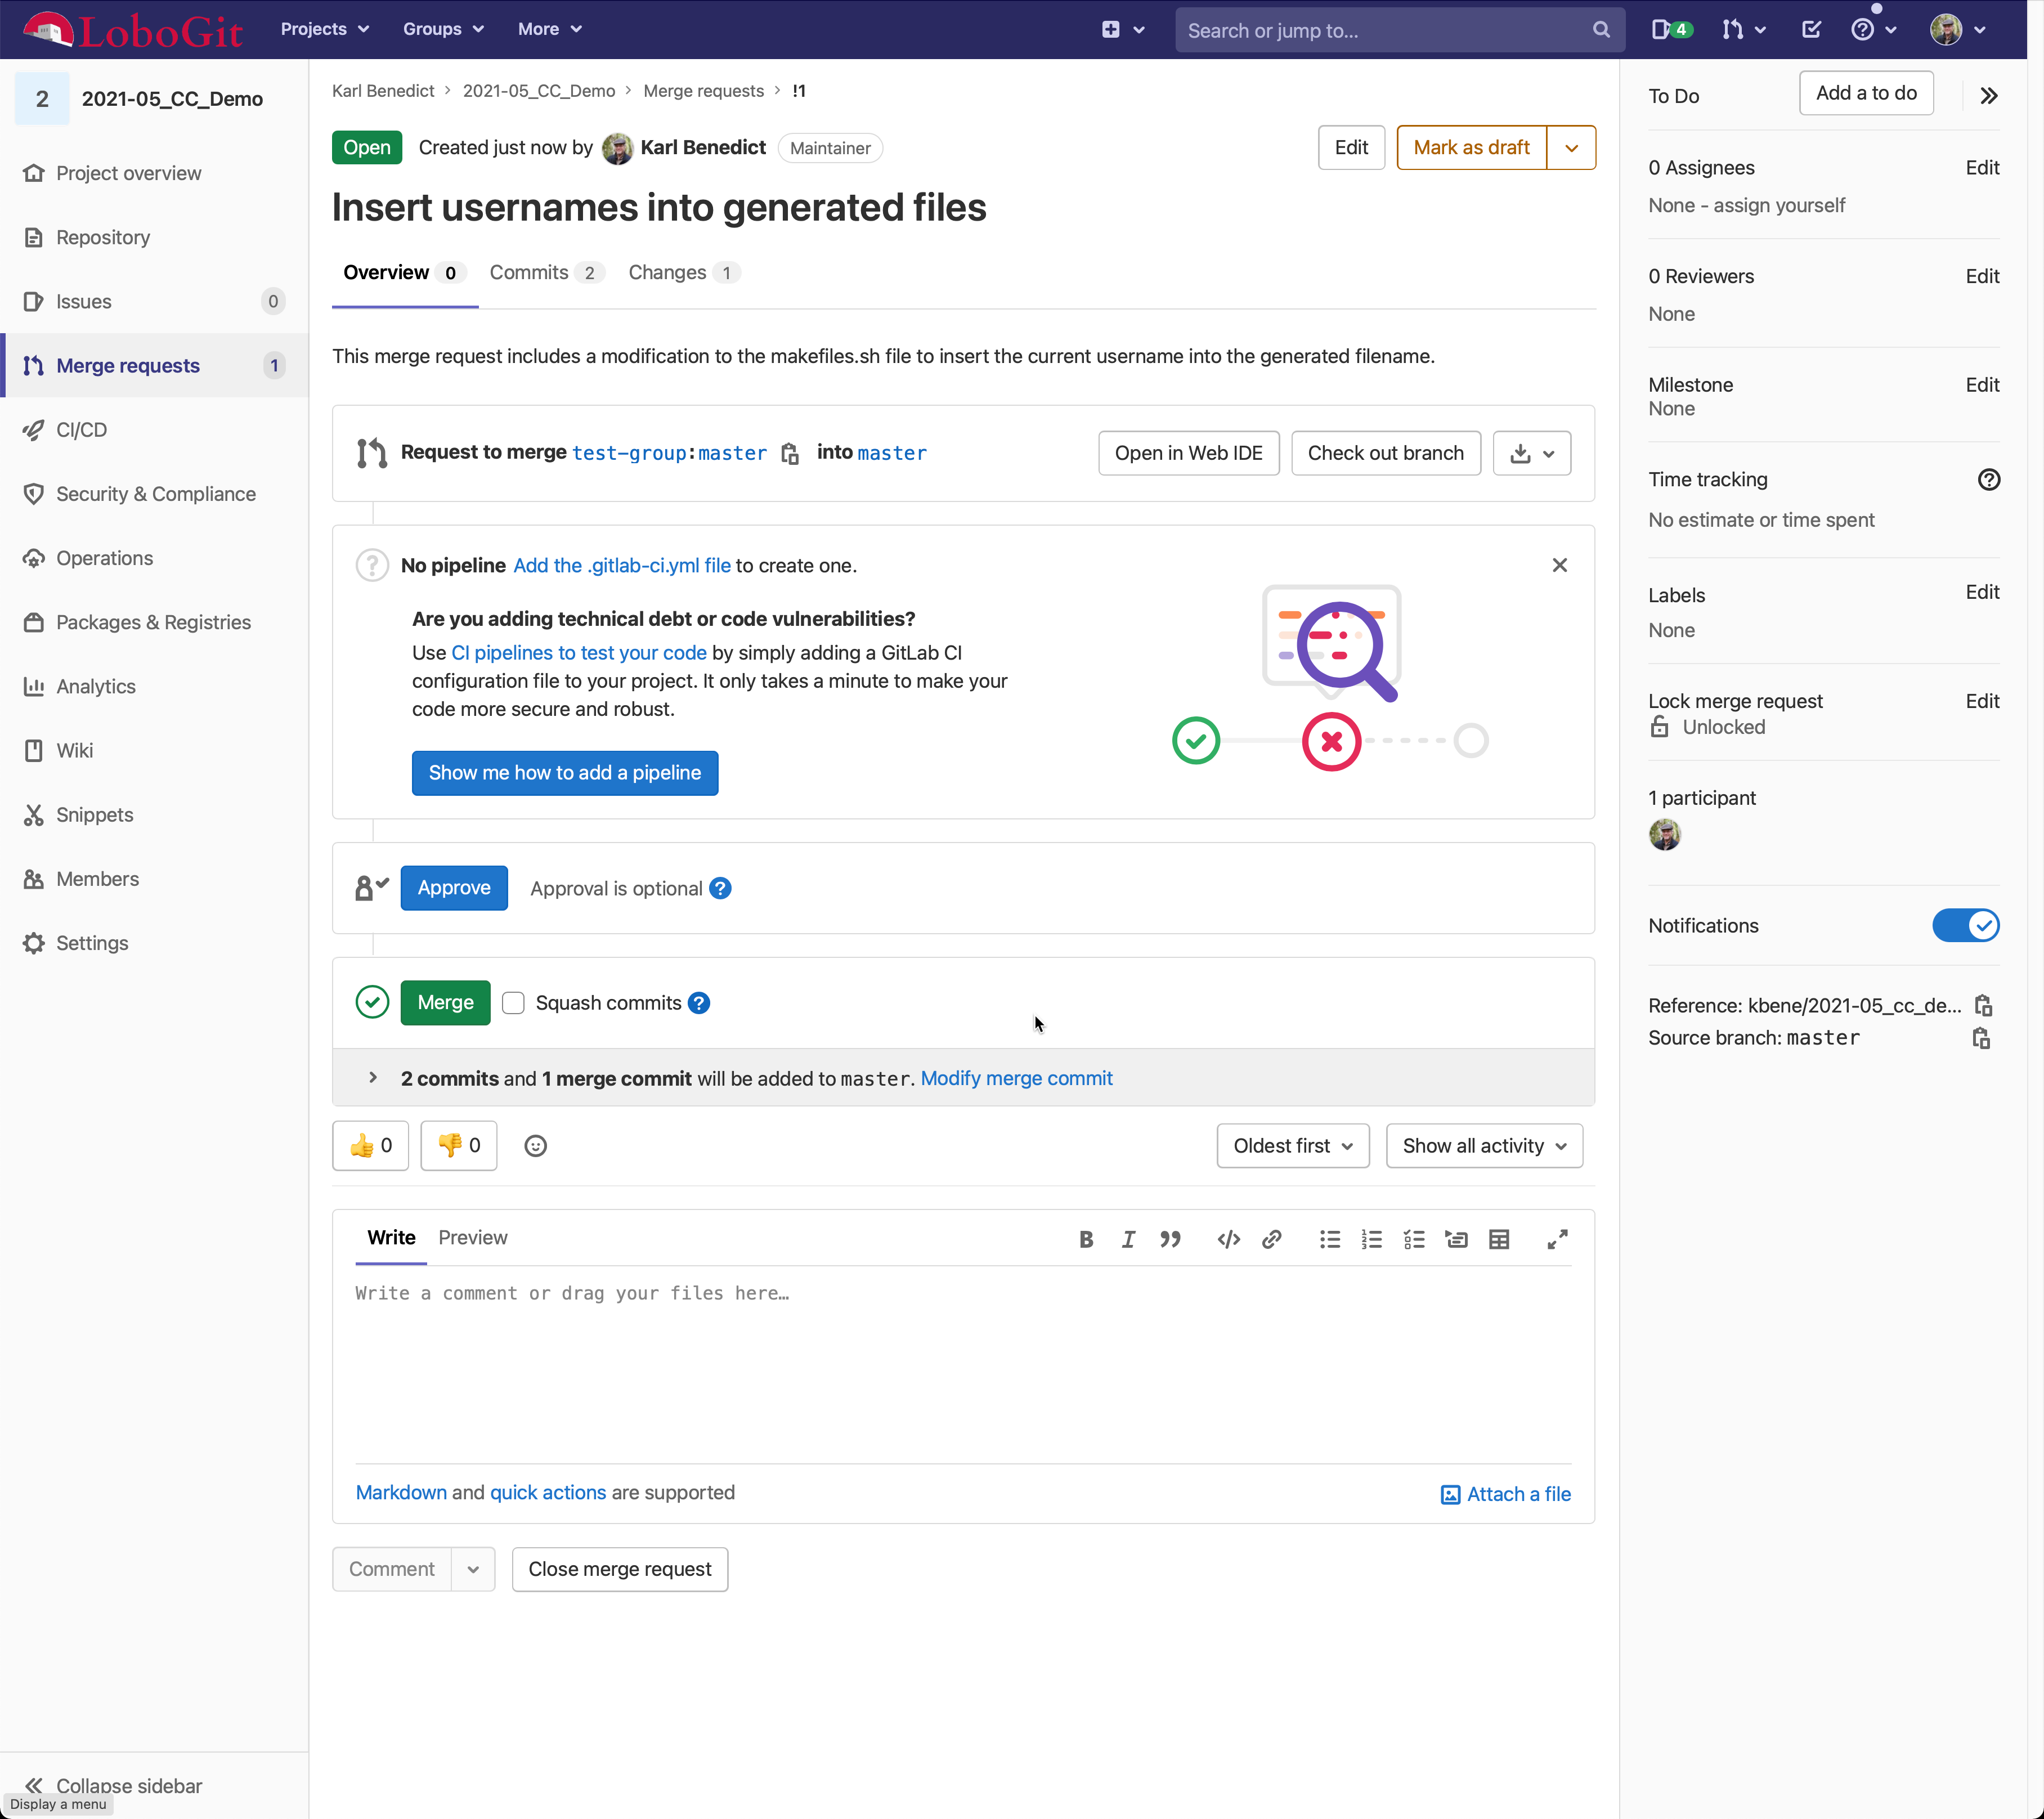 LoboGit Projects Groups More Search or jump to... 4
2 2021-05_CC_Demo
Project overview
Repository
Issues 0
Merge requests 1
CI/CD
Security & Compliance
Operations
Packages & Registries
Analytics
Wiki
Snippets
Members
Settings
Collapse sidebar
Display a menu
Karl Benedict > 2021-05_CC_Demo > Merge requests > !1
Open Created just now by Karl Benedict Maintainer Edit Mark as draft
Insert usernames into generated files
Overview 0 Commits 2 Changes 1
This merge request includes a modification to the makefiles.sh file to insert the current username into the generated filename.
Request to merge test-group:master into master Open in Web IDE Check out branch
No pipeline Add the .gitlab-ci.yml file to create one.
Are you adding technical debt or code vulnerabilities?
Use CI pipelines to test your code by simply adding a GitLab CI
configuration file to your project. It only takes a minute to make your
code more secure and robust.
Show me how to add a pipeline
Approve Approval is optional
Merge Squash commits
2 commits and 1 merge commit will be added to master. Modify merge commit
👍 0 👎 0 Oldest first Show all activity
Write Preview
Write a comment or drag your files here…
Markdown and quick actions are supported Attach a file
Comment Close merge request
To Do Add a to do
0 Assignees Edit
None - assign yourself
0 Reviewers Edit
None
Milestone Edit
None
Time tracking
No estimate or time spent
Labels Edit
None
Lock merge request Edit
Unlocked
1 participant
Notifications
Reference: kbene/2021-05_cc_de...
Source branch: master